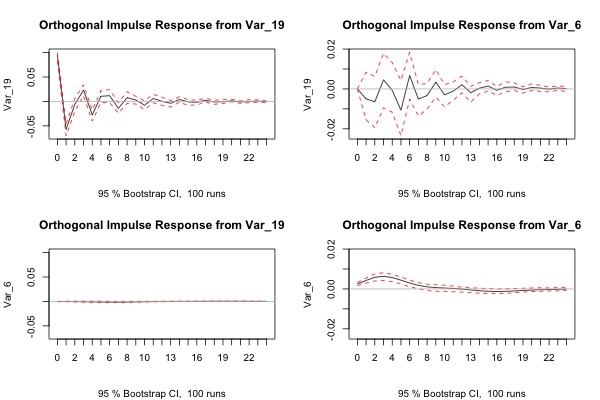 Orthogonal Impulse Response from Var_19
Var_19
0.05
-0.05
0 2 4 6 8 10 13 16 19 22
95 % Bootstrap CI, 100 runs
Orthogonal Impulse Response from Var_6
Var_19
0.02
0.00
-0.02
0 2 4 6 8 10 13 16 19 22
95 % Bootstrap CI, 100 runs
Orthogonal Impulse Response from Var_19
Var_6
0.05
-0.05
0 2 4 6 8 10 13 16 19 22
95 % Bootstrap CI, 100 runs
Orthogonal Impulse Response from Var_6
Var_6
0.02
0.00
-0.02
0 2 4 6 8 10 13 16 19 22
95 % Bootstrap CI, 100 runs